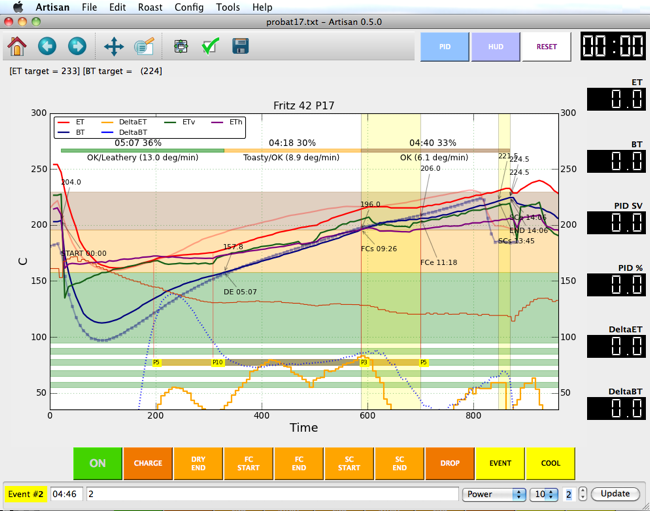 Artisan File Edit Roast Config Tools Help
probat17.txt - Artisan 0.5.0
PID HUD RESET 00:00
[ET target = 233] [BT target = (224)]
Fritz 42 P17
ET DeltaET ETv ETh
BT DeltaBT
05:07 36% 04:18 30% 04:40 33%
OK/Leathery (13.0 deg/min) Toasty/OK (8.9 deg/min) OK (6.1 deg/min)
224.5
224.5
206.0
204.0
196.0
START 00:00
157.8
DE 05:07
FCs 09:26
FCe 11:18
END 14:06
SCs 13:45
P5 P10 P3 P5
300 250 200 150 100 50
C
0 200 400 600 800
Time
300 250 200 150 100 50
ET
0.0
BT
0.0
PID SV
0.0
PID %
0.0
DeltaET
0.0
DeltaBT
0.0
ON CHARGE DRY END FC START FC END SC START SC END DROP EVENT COOL
Event #2 04:46 2 Power 10 2 Update